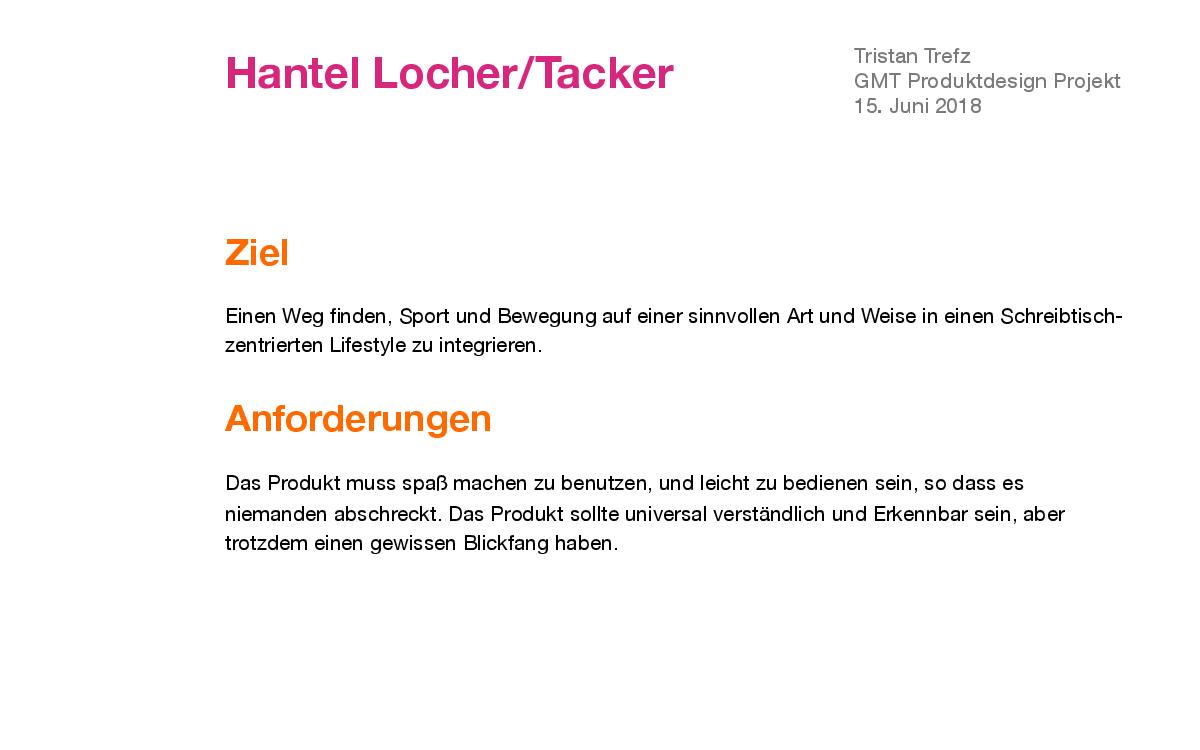 Hantel Locher/Tacker
Tristan Trefz
GMT Produktdesign Projekt
15. Juni 2018
Ziel
Einen Weg finden, Sport und Bewegung auf einer sinnvollen Art und Weise in einen Schreibtisch-
zentrierten Lifestyle zu integrieren.
Anforderungen
Das Produkt muss spaß machen zu benutzen, und leicht zu bedienen sein, so dass es
niemanden abschreckt. Das Produkt sollte universal verständlich und Erkennbar sein, aber
trotzdem einen gewissen Blickfang haben.